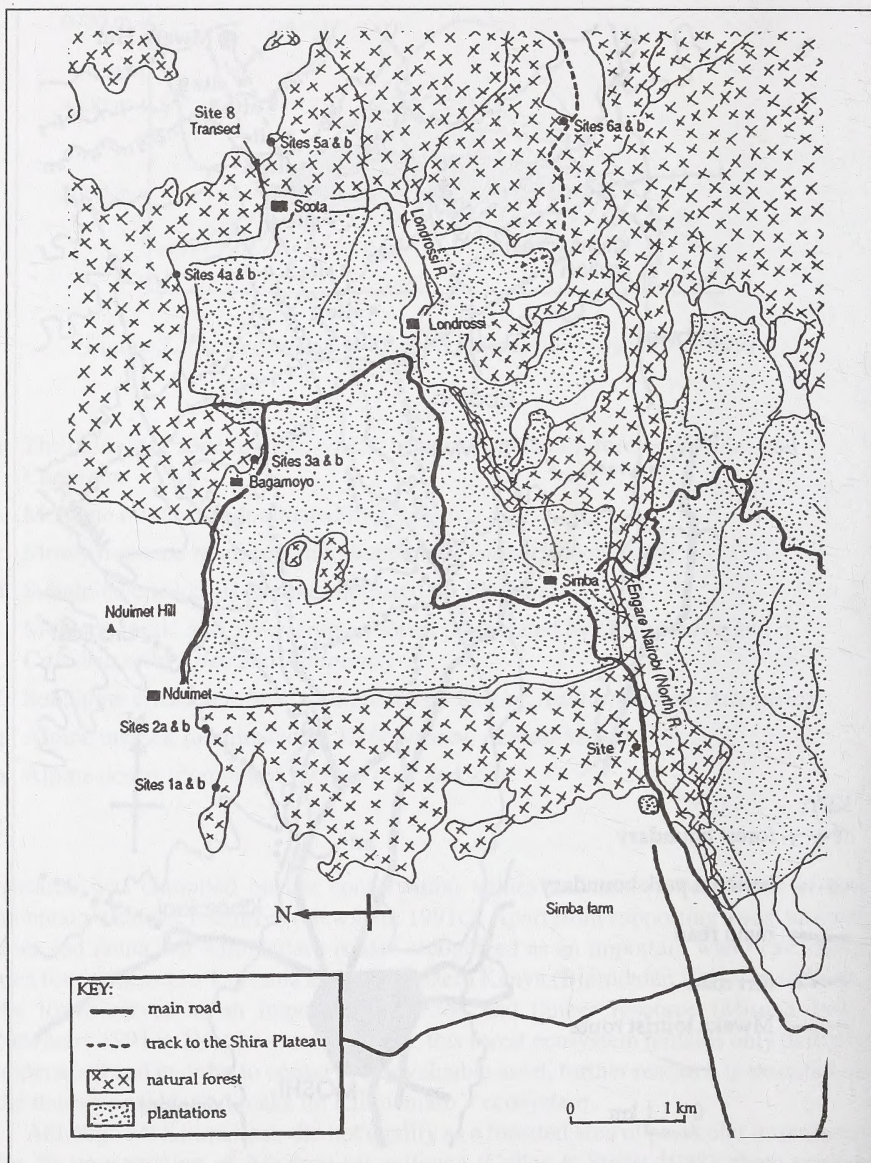 Site 8
Transect
Sites 5a & b
Sites 6a & b
Scola
Londrossi R.
Sites 4a & b
Londrossi
Sites 3a & b
Bagamoyo
Simba
Engare Nairobi (North) R.
Nduimet Hill
Nduimet
Sites 2a & b
Site 7
Sites 1a & b
N
Simba farm
KEY:
main road
track to the Shira Plateau
natural forest
plantations
0 1 km